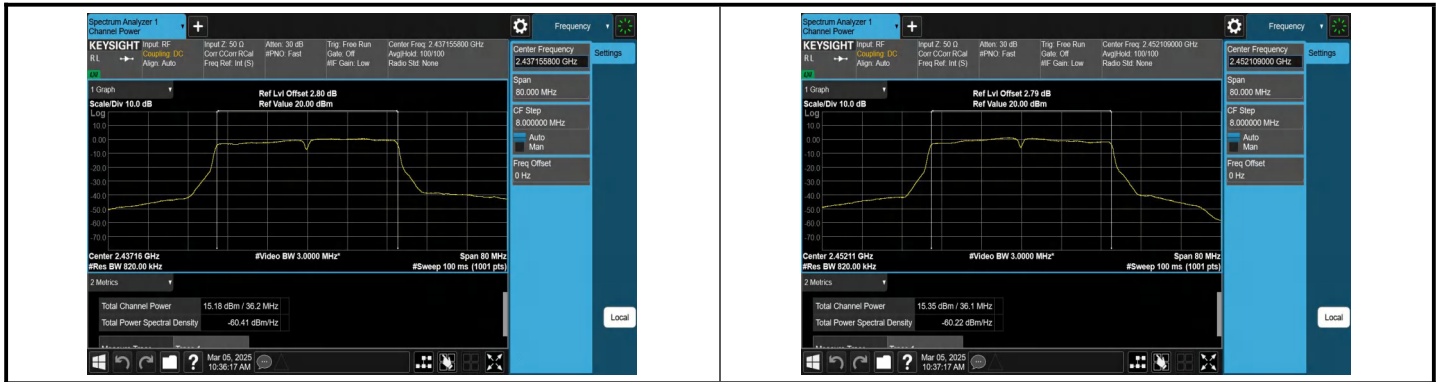 Spectrum Analyzer 1
Channel Power
Frequency
KEYSIGHT
RL
Input: RF
Coupling: DC
Align: Auto
Input Z: 50 Ω
Corr CCorr RCal
Freq Ref: Int (S)
Atten: 30 dB
#PNO: Fast
Trig: Free Run
Gate: Off
#IF Gain: Low
Center Freq: 2.437155800 GHz
Avg|Hold: 100/100
Radio Std: None
Center Frequency
2.437155800 GHz
Settings
Span
80.000 MHz
CF Step
8.000000 MHz
Auto
Man
Freq Offset
0 Hz
1 Graph
Scale/Div 10.0 dB
Ref Lvl Offset 2.80 dB
Ref Value 20.00 dBm
Log
10.0
0.00
-10.0
-20.0
-30.0
-40.0
-50.0
-60.0
-70.0
Center 2.43716 GHz
#Video BW 3.0000 MHz*
Span 80 MHz
#Res BW 820.00 kHz
#Sweep 100 ms (1001 pts)
2 Metrics
Total Channel Power 15.18 dBm / 36.2 MHz
Total Power Spectral Density -60.41 dBm/Hz
Local
?
Mar 05, 2025
10:36:17 AM
Spectrum Analyzer 1
Channel Power
Frequency
KEYSIGHT
RL
Input: RF
Coupling: DC
Align: Auto
Input Z: 50 Ω
Corr CCorr RCal
Freq Ref: Int (S)
Atten: 30 dB
#PNO: Fast
Trig: Free Run
Gate: Off
#IF Gain: Low
Center Freq: 2.452109000 GHz
Avg|Hold: 100/100
Radio Std: None
Center Frequency
2.452109000 GHz
Settings
Span
80.000 MHz
CF Step
8.000000 MHz
Auto
Man
Freq Offset
0 Hz
1 Graph
Scale/Div 10.0 dB
Ref Lvl Offset 2.79 dB
Ref Value 20.00 dBm
Log
10.0
0.00
-10.0
-20.0
-30.0
-40.0
-50.0
-60.0
-70.0
Center 2.45211 GHz
#Video BW 3.0000 MHz*
Span 80 MHz
#Res BW 820.00 kHz
#Sweep 100 ms (1001 pts)
2 Metrics
Total Channel Power 15.35 dBm / 36.1 MHz
Total Power Spectral Density -60.22 dBm/Hz
Local
?
Mar 05, 2025
10:37:17 AM